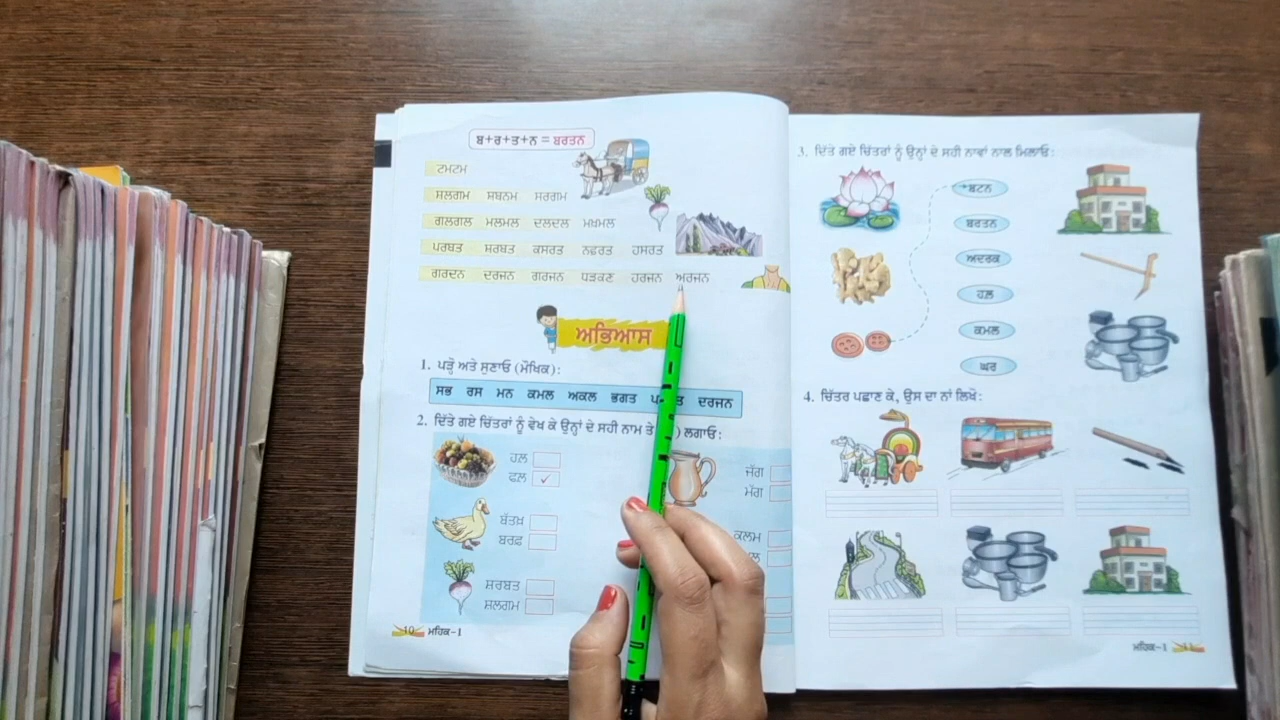 ਬ+ਰ+ਤ+ਨ = ਬਰਤਨ
ਟਮਟਮ
ਸ਼ਲਗਮ ਸ਼ਬਨਮ ਸਰਗਮ
ਗਲਗਲ ਮਲਮਲ ਦਲਦਲ ਮਖ਼ਮਲ
ਪਰਬਤ ਸ਼ਰਬਤ ਕਸਰਤ ਨਫ਼ਰਤ ਹਸਰਤ
ਗਰਦਨ ਦਰਜਨ ਗਰਜਨ ਧੜਕਣ ਹਰਜਨ ਅਰਜਨ
ਅਭਿਆਸ
1. ਪੜ੍ਹੋ ਅਤੇ ਸੁਣਾਓ (ਮੌਖਿਕ):
ਸਭ ਰਸ ਮਨ ਕਮਲ ਅਕਲ ਭਗਤ ਦਰਜਨ
2. ਦਿੱਤੇ ਗਏ ਚਿੱਤਰਾਂ ਨੂੰ ਵੇਖ ਕੇ ਉਨ੍ਹਾਂ ਦੇ ਸਹੀ ਨਾਮ ਤੇ ) ਲਗਾਓ:
ਹਲ
ਫਲ ✓
ਜੱਗ
ਮੱਗ
ਬੱਤਖ਼
ਬਰਫ਼
ਕਲਮ
ਸ਼ਰਬਤ
ਸ਼ਲਗਮ
10 ਮਹਿਕ-1
3. ਦਿੱਤੇ ਗਏ ਚਿੱਤਰਾਂ ਨੂੰ ਉਨ੍ਹਾਂ ਦੇ ਸਹੀ ਨਾਵਾਂ ਨਾਲ ਮਿਲਾਓ:
ਬਟਨ
ਬਰਤਨ
ਅਦਰਕ
ਹਲ
ਕਮਲ
ਘਰ
4. ਚਿੱਤਰ ਪਛਾਣ ਕੇ, ਉਸ ਦਾ ਨਾਂ ਲਿਖੋ:
ਮਹਿਕ-1 11